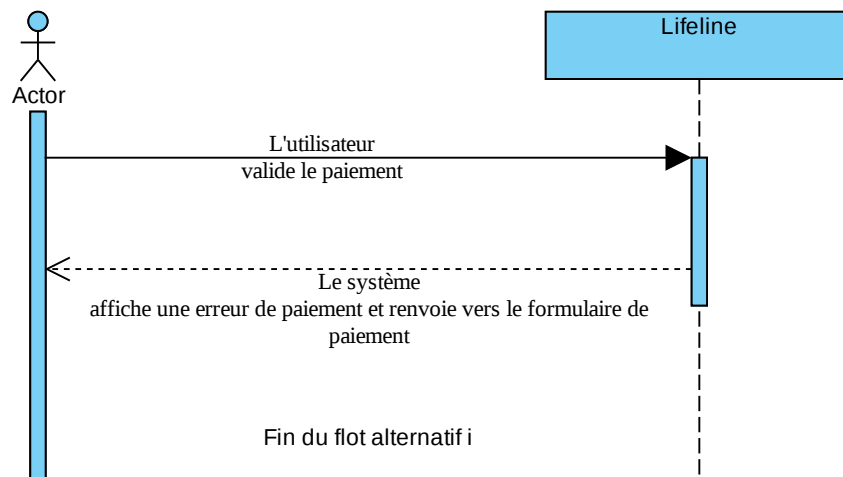 Lifeline
Actor
L'utilisateur
valide le paiement
Le système
affiche une erreur de paiement et renvoie vers le formulaire de
paiement
Fin du flot alternatif i